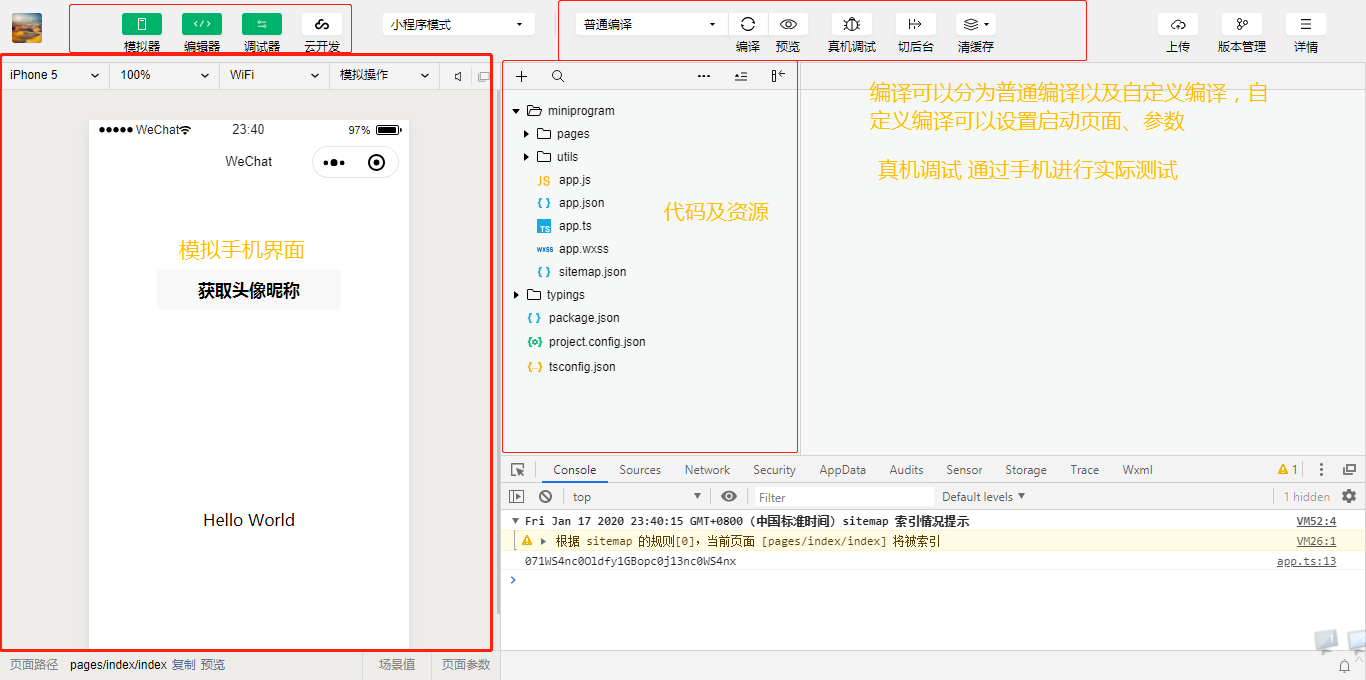 模拟器 编辑器 调试器 云开发
小程序模式
普通编译
编译 预览 真机调试 切后台 清缓存
上传 版本管理 详情
iPhone 5 100% WiFi 模拟操作
WeChat 23:40 97%
WeChat
模拟手机界面
获取头像昵称
Hello World
页面路径 pages/index/index 复制 预览 场景值 页面参数
miniprogram
pages
utils
JS app.js
{ } app.json
TS app.ts
wxss app.wxss
{ } sitemap.json
typings
{ } package.json
{o} project.config.json
{..} tsconfig.json
代码及资源
编译可以分为普通编译以及自定义编译，自
定义编译可以设置启动页面、参数
真机调试 通过手机进行实际测试
Console Sources Network Security AppData Audits Sensor Storage Trace Wxml 1
top Filter Default levels 1 hidden
Fri Jan 17 2020 23:40:15 GMT+0800 (中国标准时间) sitemap 索引情况提示 VM52:4
根据 sitemap 的规则[0]，当前页面 [pages/index/index] 将被索引 VM26:1
071WS4nc0Oldfy1GBopc0j13nc0WS4nx app.ts:13